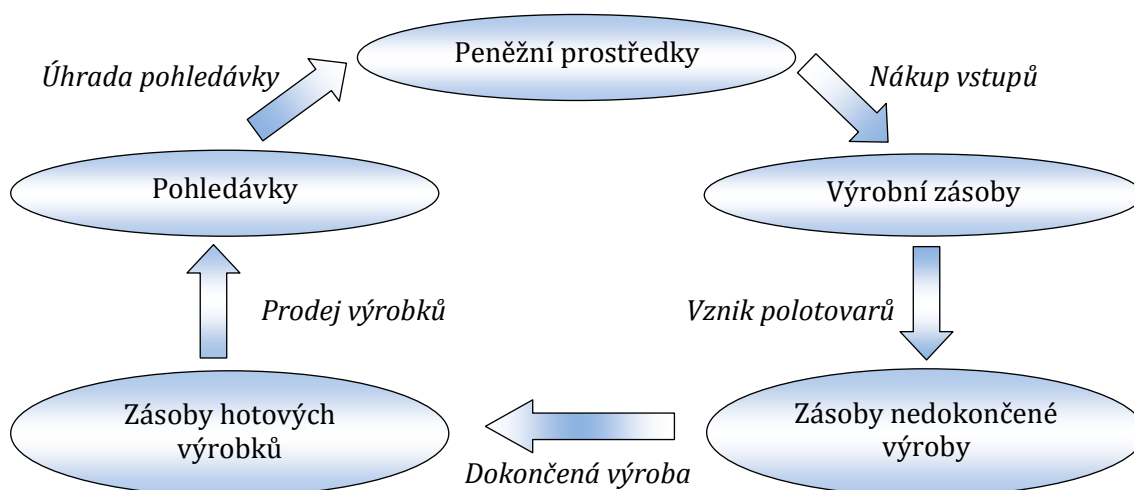 Peněžní prostředky
Úhrada pohledávky
Nákup vstupů
Pohledávky
Výrobní zásoby
Prodej výrobků
Vznik polotovarů
Zásoby hotových
výrobků
Zásoby nedokončené
výroby
Dokončená výroba